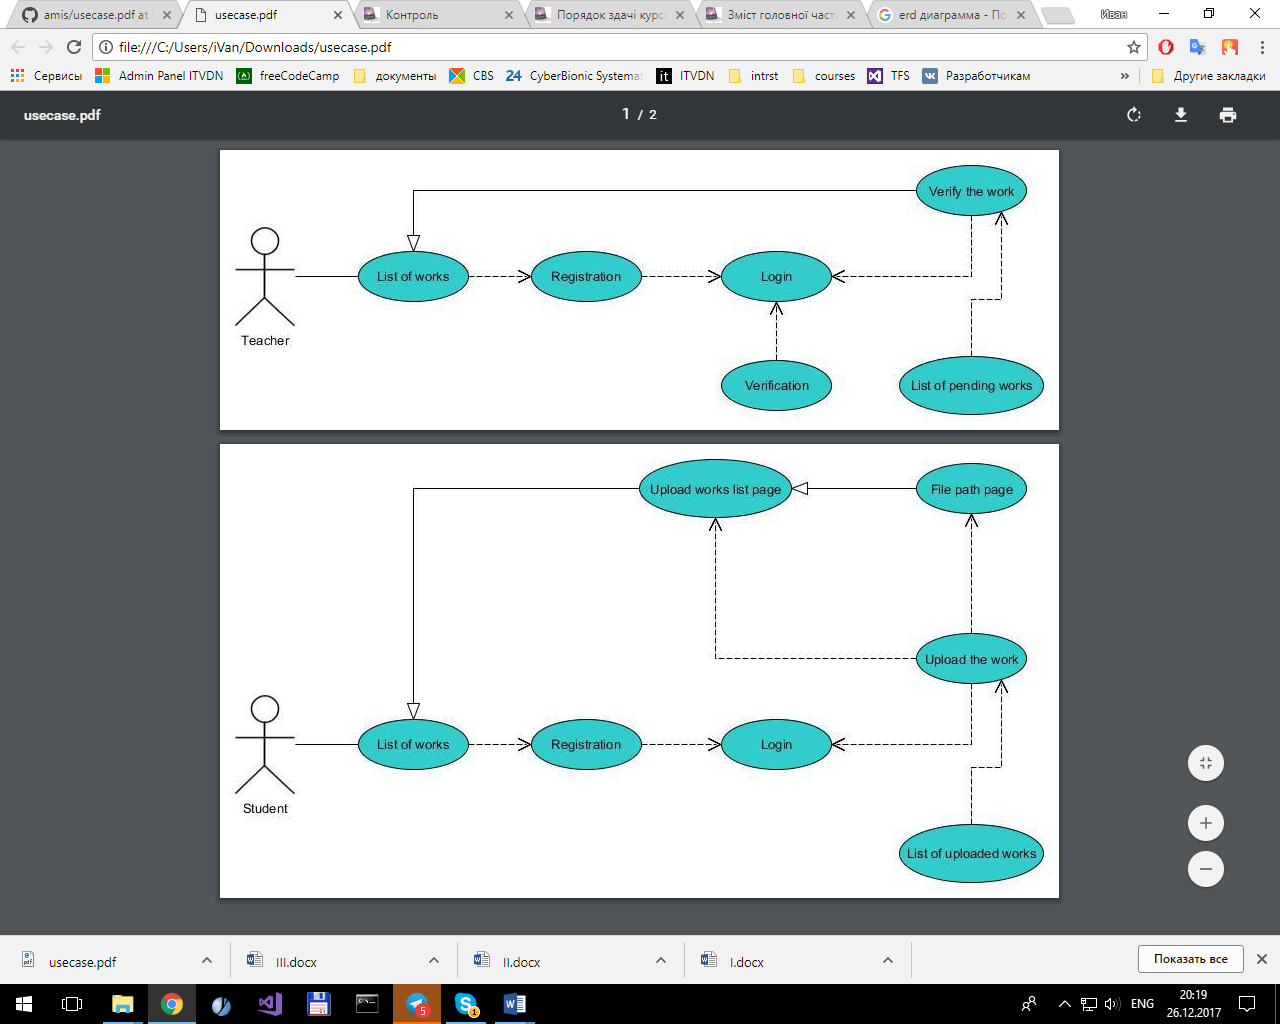 amis/usecase.pdf at
usecase.pdf
Контроль
Порядок здачі курс
Зміст головної част
erd диаграмма - По
Иван
file:///C:/Users/iVan/Downloads/usecase.pdf
Сервисы
Admin Panel ITVDN
freeCodeCamp
документы
CBS
24 CyberBionic Systema
it ITVDN
intrst
courses
TFS
Разработчикам
»
Другие закладки
usecase.pdf
1 / 2
Verify the work
List of works
Registration
Login
Teacher
Verification
List of pending works
Upload works list page
File path page
Upload the work
List of works
Registration
Login
Student
List of uploaded works
usecase.pdf
III.docx
II.docx
I.docx
Показать все
5
1
ENG
20:19
26.12.2017